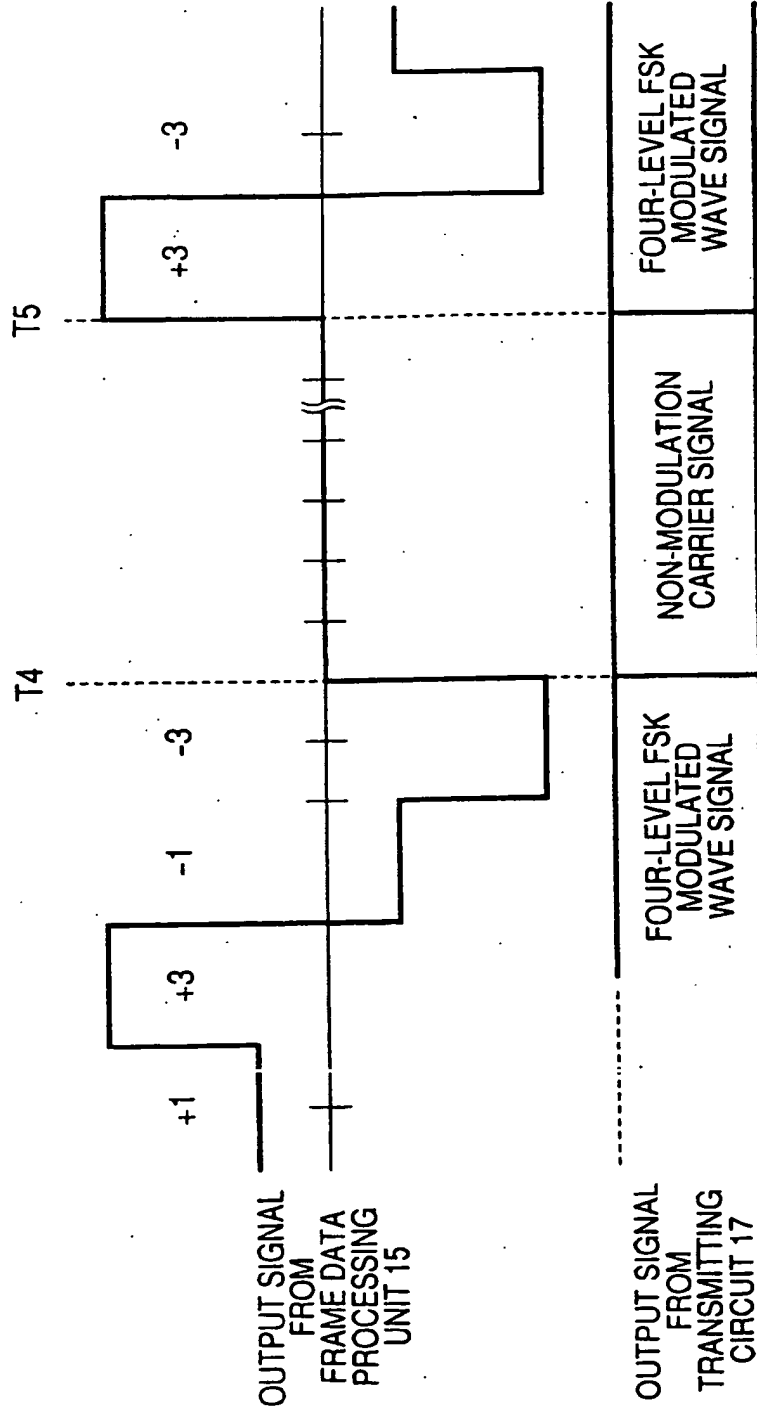 T4
T5
+1
+3
-1
-3
+3
-3
OUTPUT SIGNAL
FROM
FRAME DATA
PROCESSING
UNIT 15
OUTPUT SIGNAL
FROM
TRANSMITTING
CIRCUIT 17
FOUR-LEVEL FSK
MODULATED
WAVE SIGNAL
NON-MODULATION
CARRIER SIGNAL
FOUR-LEVEL FSK
MODULATED
WAVE SIGNAL